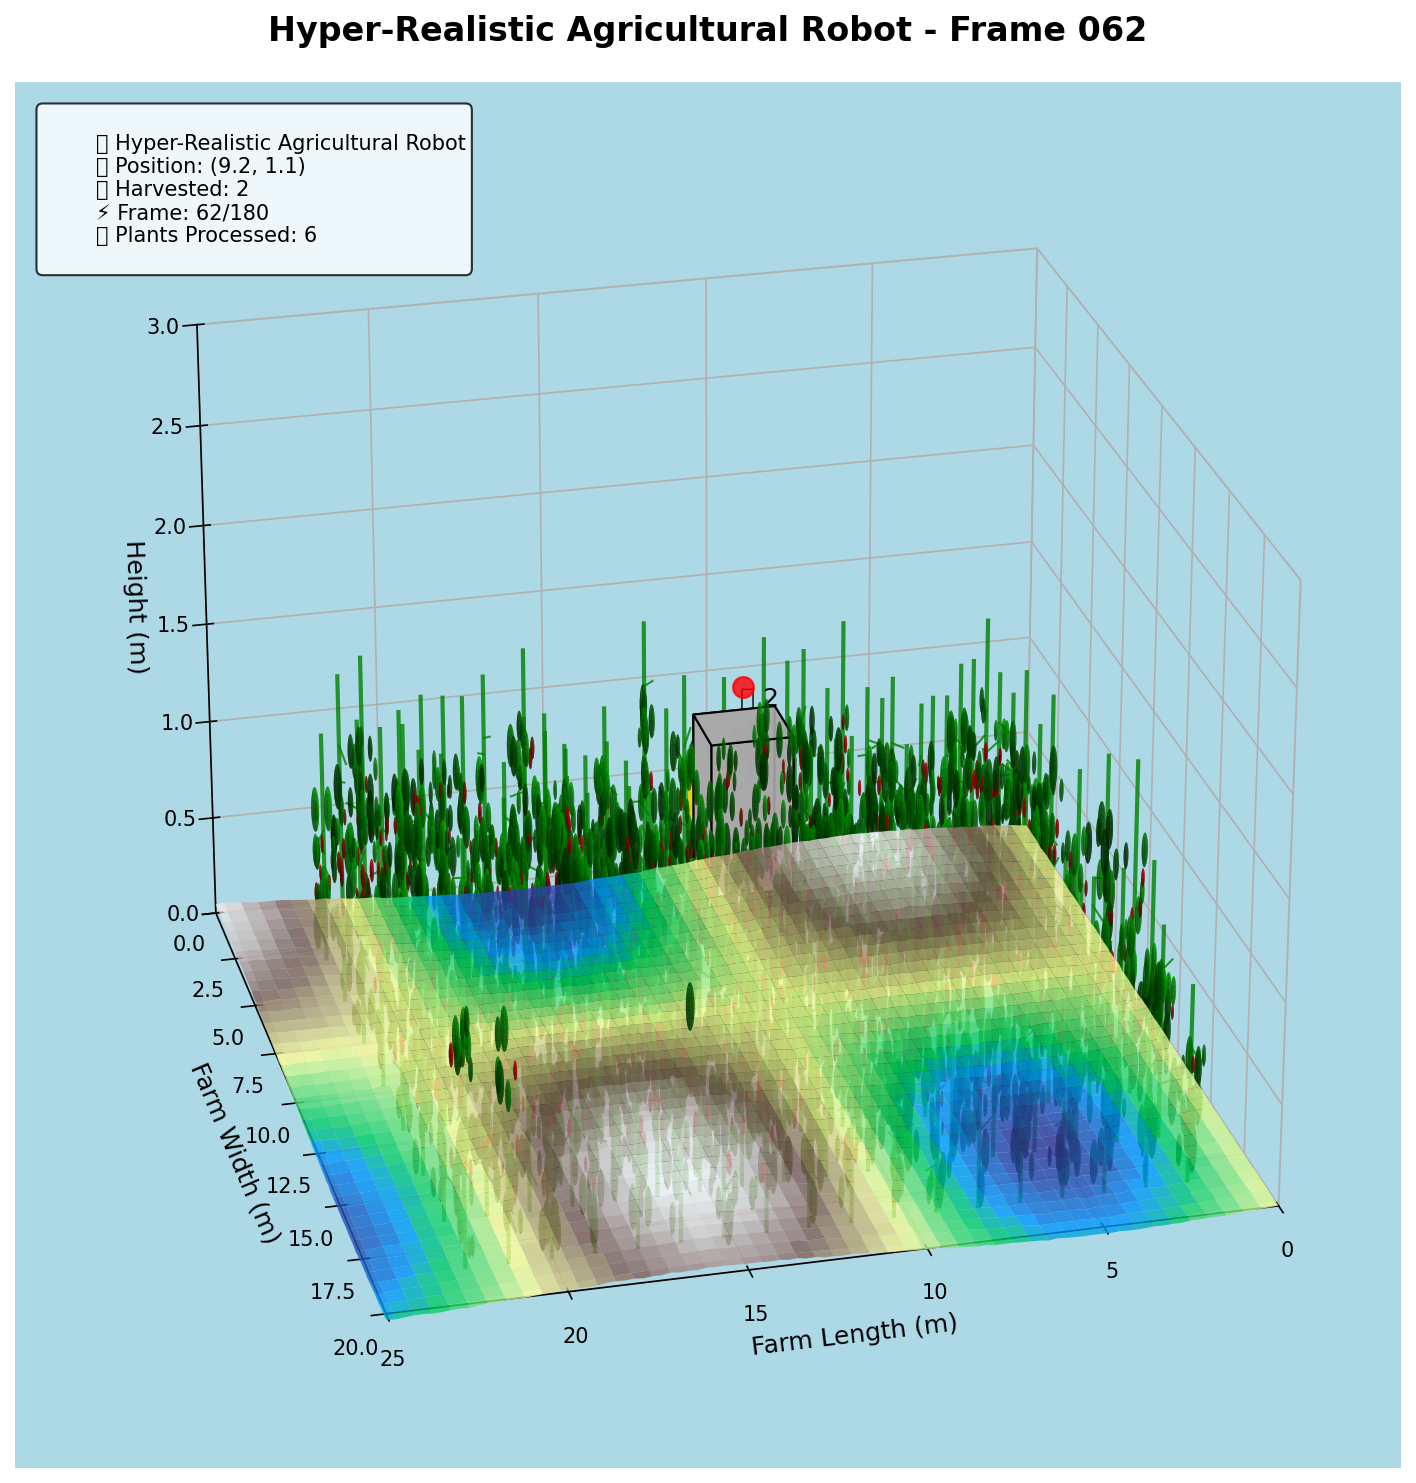 Hyper-Realistic Agricultural Robot - Frame 062
▯ Hyper-Realistic Agricultural Robot
▯ Position: (9.2, 1.1)
▯ Harvested: 2
⚡ Frame: 62/180
▯ Plants Processed: 6
3.0
2.5
2.0
1.5
1.0
0.5
0.0
Height (m)
2
0.0
2.5
5.0
7.5
10.0
12.5
15.0
17.5
20.0
Farm Width (m)
25
20
15
10
5
0
Farm Length (m)